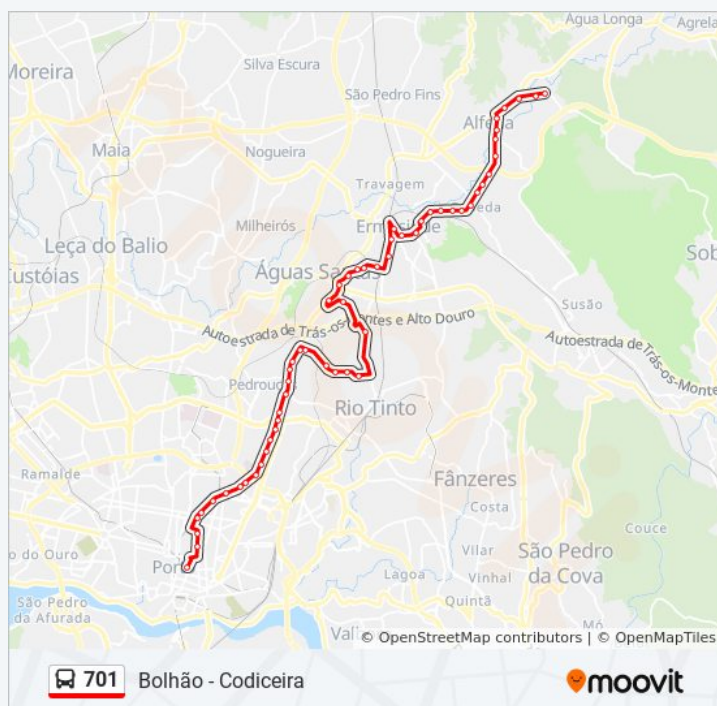 Água Longa
Agrela
Moreira
Silva Escura
São Pedro Fins
Alfena
Maia
Nogueira
Travagem
Milheirós
Leça do Balio
Sob
Custóias
Águas Santas
Susão
Autoestrada de Trás-os-Montes e Alto Douro
Autoestrada de Trás-os-Monte
Pedrouços
Rio Tinto
Ramalde
Fânzeres
Costa
Couce
o do Ouro
Vilar
São Pedro
da Cova
Porto
Lagoa
Vinhal
São Pedro
da Afurada
Quintã
Mó
© OpenStreetMap contributors | © OpenMapTiles
701 Bolhão - Codiceira
moovit